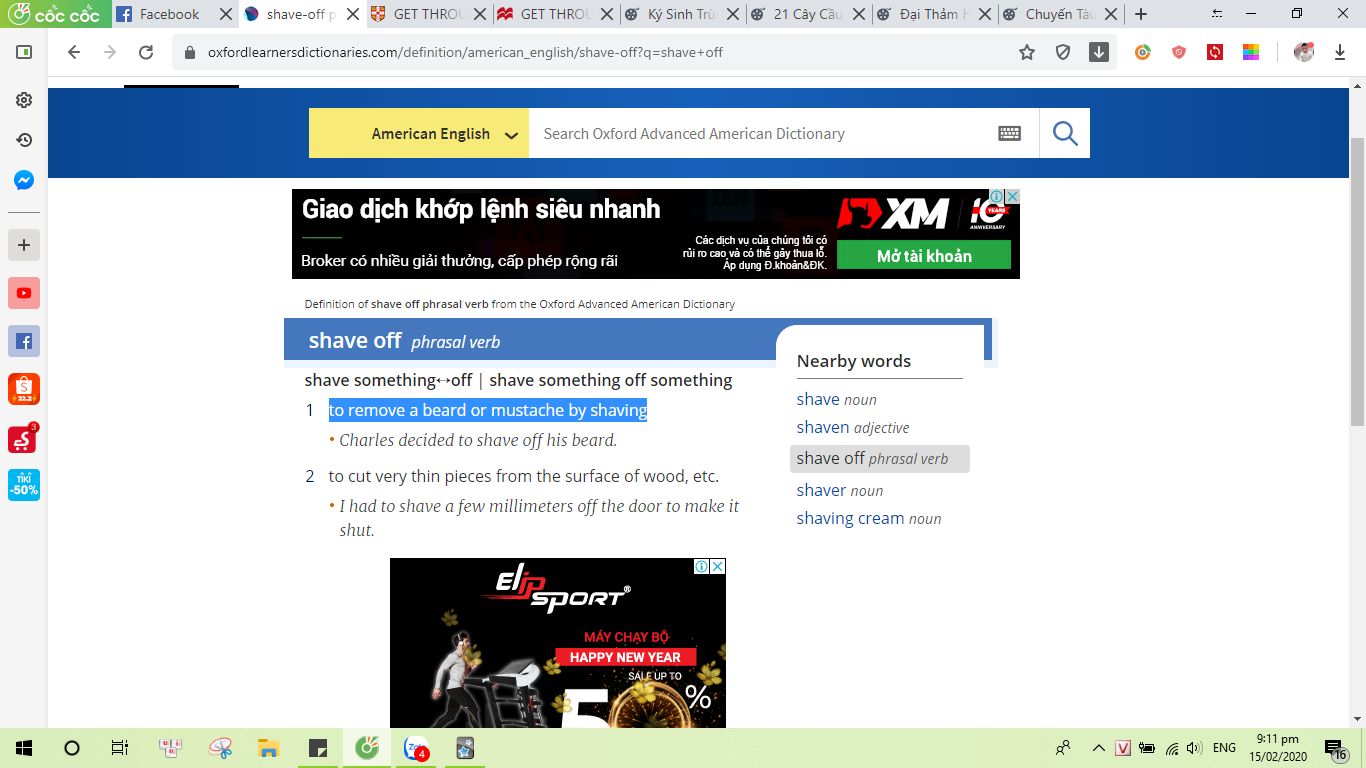 cốc cốc
Facebook
shave-off p
GET THROU
GET THROU
Ký Sinh Trù
21 Cây Cầu
Đại Thảm H
Chuyến Tàu
oxfordlearnersdictionaries.com/definition/american_english/shave-off?q=shave+off
American English
Search Oxford Advanced American Dictionary
Giao dịch khớp lệnh siêu nhanh
Broker có nhiều giải thưởng, cấp phép rộng rãi
Các dịch vụ của chúng tôi có
rủi ro cao và có thể gây thua lỗ.
Áp dụng Đ.khoản&ĐK.
XM
10
YEARS
ANNIVERSARY
Mở tài khoản
Definition of shave off phrasal verb from the Oxford Advanced American Dictionary
shave off phrasal verb
shave something↔off | shave something off something
1 to remove a beard or mustache by shaving
• Charles decided to shave off his beard.
2 to cut very thin pieces from the surface of wood, etc.
• I had to shave a few millimeters off the door to make it
shut.
Nearby words
shave noun
shaven adjective
shave off phrasal verb
shaver noun
shaving cream noun
22.2
3
TIKI
-50%
elip
SPORT®
MÁY CHẠY BỘ
HAPPY NEW YEAR
SALE UP TO
50%
Zalo
4
V
ENG
9:11 pm
15/02/2020
16